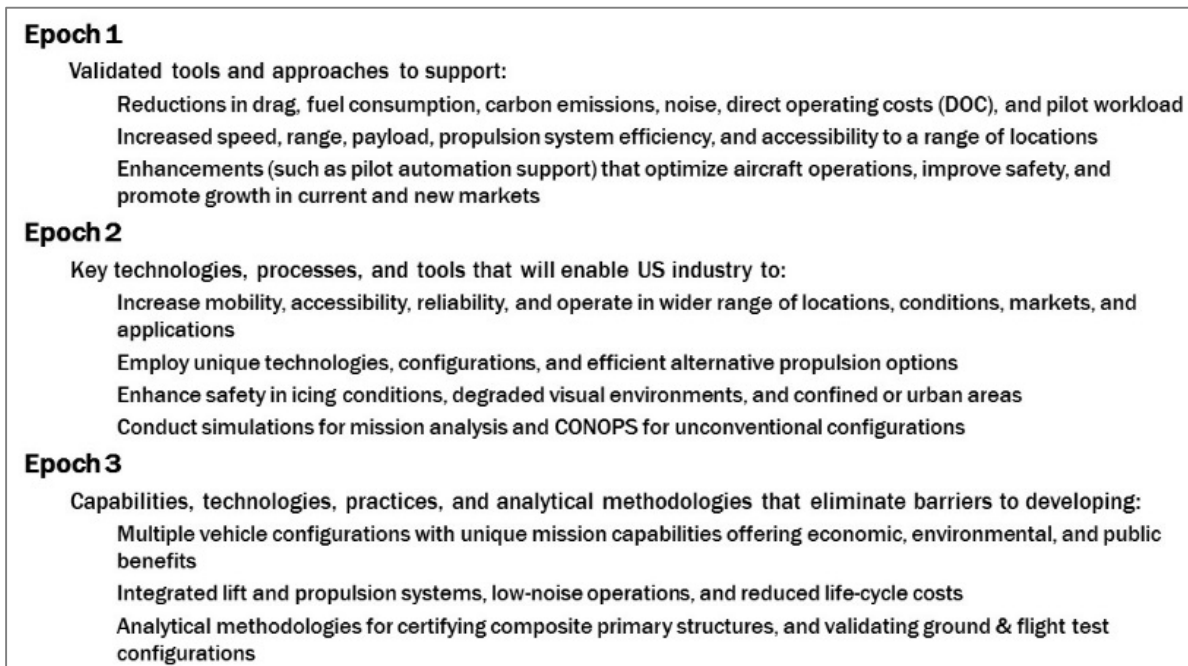 Epoch 1
Validated tools and approaches to support:
Reductions in drag, fuel consumption, carbon emissions, noise, direct operating costs (DOC), and pilot workload
Increased speed, range, payload, propulsion system efficiency, and accessibility to a range of locations
Enhancements (such as pilot automation support) that optimize aircraft operations, improve safety, and
promote growth in current and new markets
Epoch 2
Key technologies, processes, and tools that will enable US industry to:
Increase mobility, accessibility, reliability, and operate in wider range of locations, conditions, markets, and
applications
Employ unique technologies, configurations, and efficient alternative propulsion options
Enhance safety in icing conditions, degraded visual environments, and confined or urban areas
Conduct simulations for mission analysis and CONOPS for unconventional configurations
Epoch 3
Capabilities, technologies, practices, and analytical methodologies that eliminate barriers to developing:
Multiple vehicle configurations with unique mission capabilities offering economic, environmental, and public
benefits
Integrated lift and propulsion systems, low-noise operations, and reduced life-cycle costs
Analytical methodologies for certifying composite primary structures, and validating ground & flight test
configurations